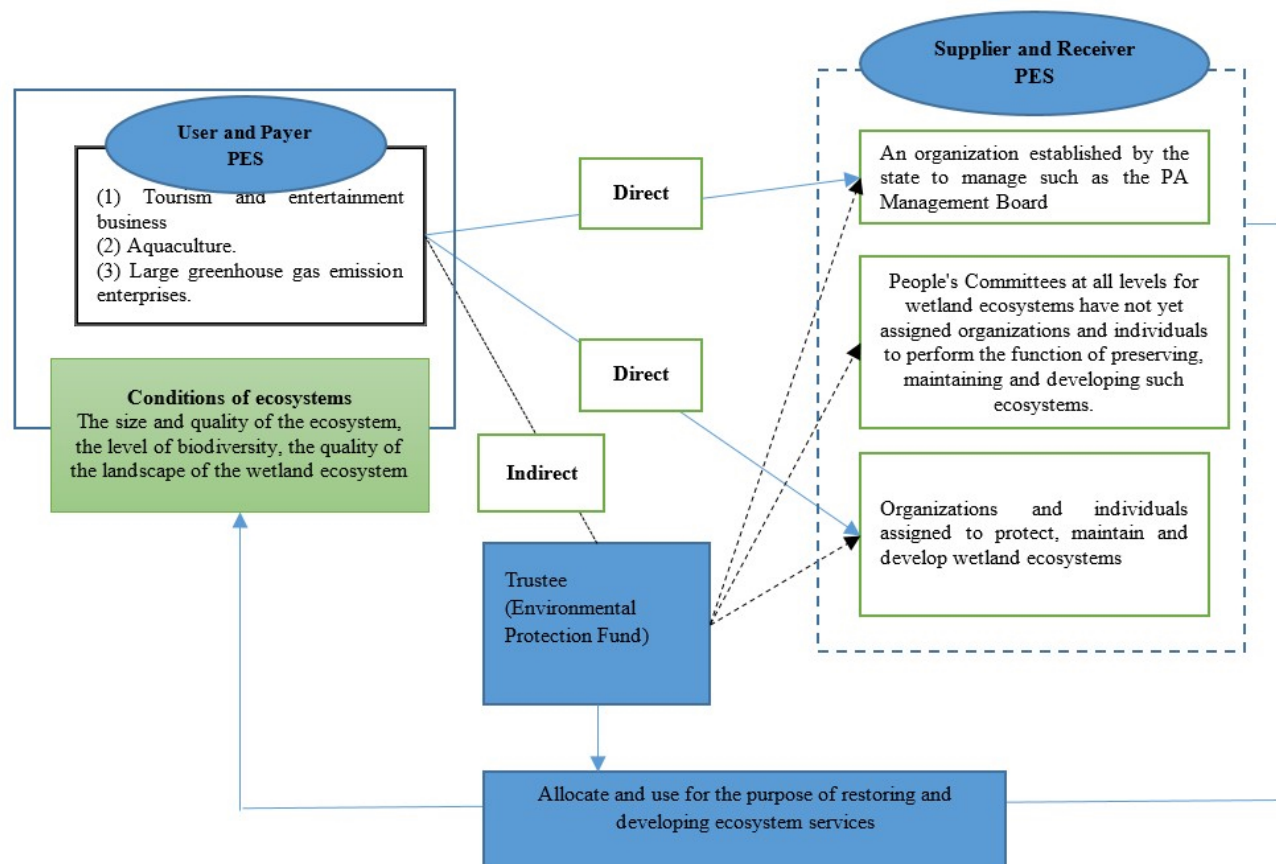 User and Payer
PES
(1) Tourism and entertainment
business
(2) Aquaculture.
(3) Large greenhouse gas emission
enterprises.
Conditions of ecosystems
The size and quality of the ecosystem,
the level of biodiversity, the quality of
the landscape of the wetland ecosystem
Direct
Direct
Indirect
Trustee
(Environmental
Protection Fund)
Supplier and Receiver
PES
An organization established by the
state to manage such as the PA
Management Board
People's Committees at all levels for
wetland ecosystems have not yet
assigned organizations and individuals
to perform the function of preserving,
maintaining and developing such
ecosystems.
Organizations and individuals
assigned to protect, maintain and
develop wetland ecosystems
Allocate and use for the purpose of restoring and
developing ecosystem services